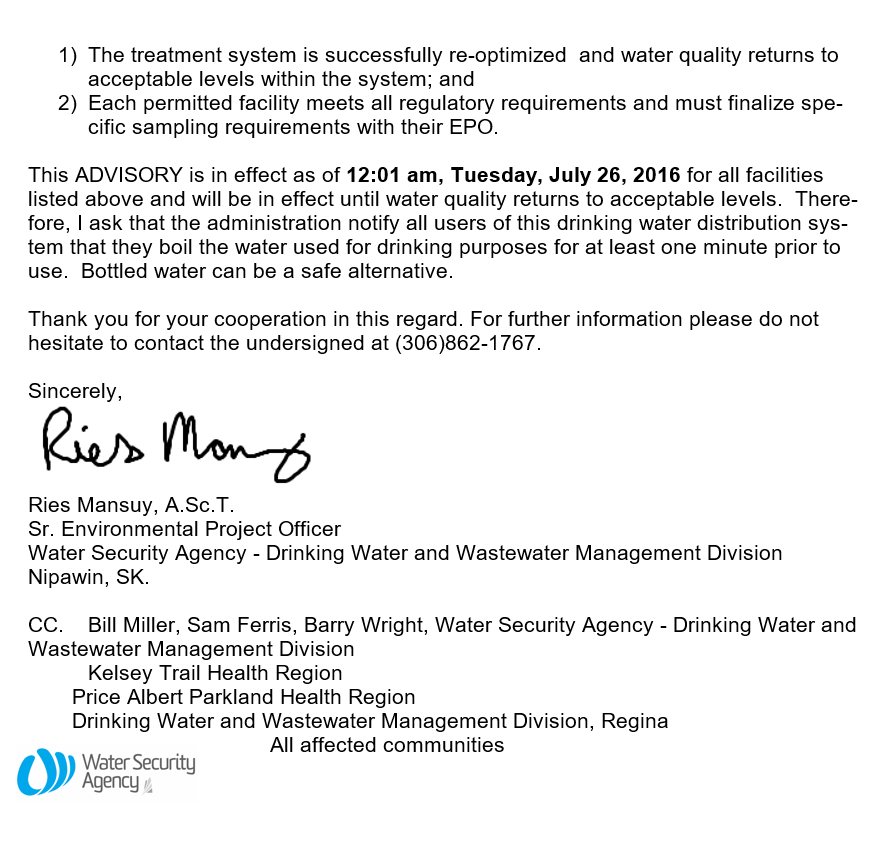 1) The treatment system is successfully re-optimized  and water quality returns to
acceptable levels within the system; and
2) Each permitted facility meets all regulatory requirements and must finalize spe-
cific sampling requirements with their EPO.
This ADVISORY is in effect as of 12:01 am, Tuesday, July 26, 2016 for all facilities
listed above and will be in effect until water quality returns to acceptable levels.  There-
fore, I ask that the administration notify all users of this drinking water distribution sys-
tem that they boil the water used for drinking purposes for at least one minute prior to
use.  Bottled water can be a safe alternative.
Thank you for your cooperation in this regard. For further information please do not
hesitate to contact the undersigned at (306)862-1767.
Sincerely,
Ries Mansuy
Ries Mansuy, A.Sc.T.
Sr. Environmental Project Officer
Water Security Agency - Drinking Water and Wastewater Management Division
Nipawin, SK.
CC. Bill Miller, Sam Ferris, Barry Wright, Water Security Agency - Drinking Water and
Wastewater Management Division
Kelsey Trail Health Region
Price Albert Parkland Health Region
Drinking Water and Wastewater Management Division, Regina
All affected communities
Water Security
Agency